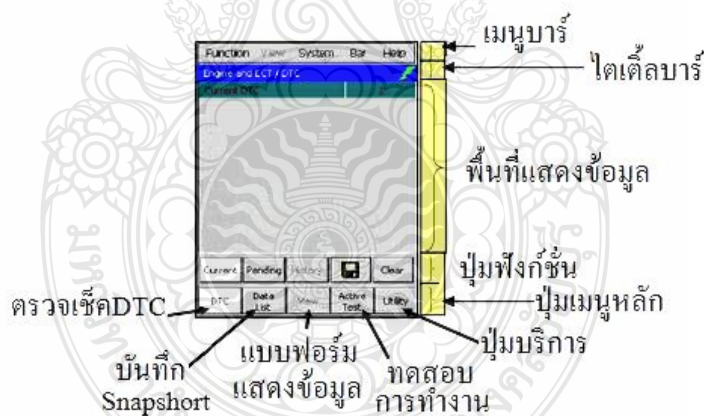 เมนูบาร์
Function View System Bar Help
ไตเติ้ลบาร์
Engine and ECT / DTC
Current DTC
พื้นที่แสดงข้อมูล
Current Pending History Clear
ปุ่มฟังก์ชั่น
DTC Data List View Active Test Utility
ปุ่มเมนูหลัก
ตรวจเช็คDTC
ปุ่มบริการ
บันทึก
Snapshort
แบบฟอร์ม
แสดงข้อมูล
ทดสอบ
การทำงาน